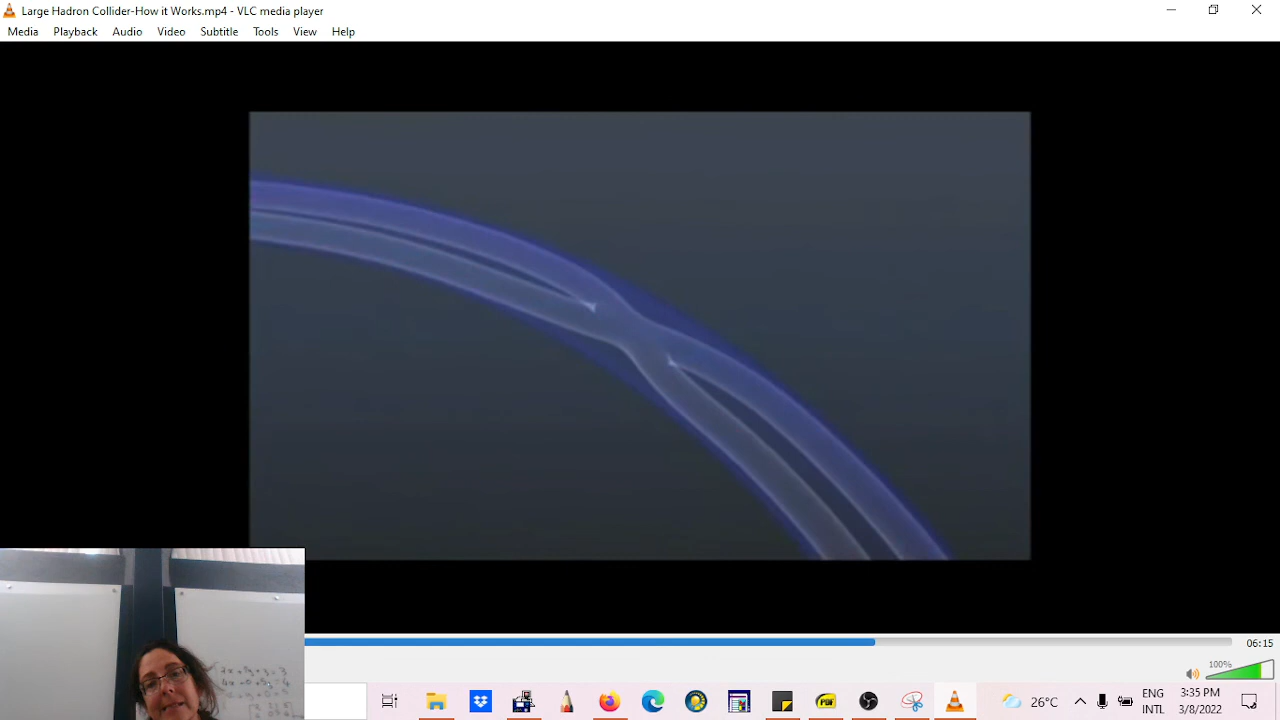 Large Hadron Collider-How it Works.mp4 - VLC media player
Media Playback Audio Video Subtitle Tools View Help
06:15
100%
PDF
26°C
ENG
INTL
3:35 PM
3/8/2022